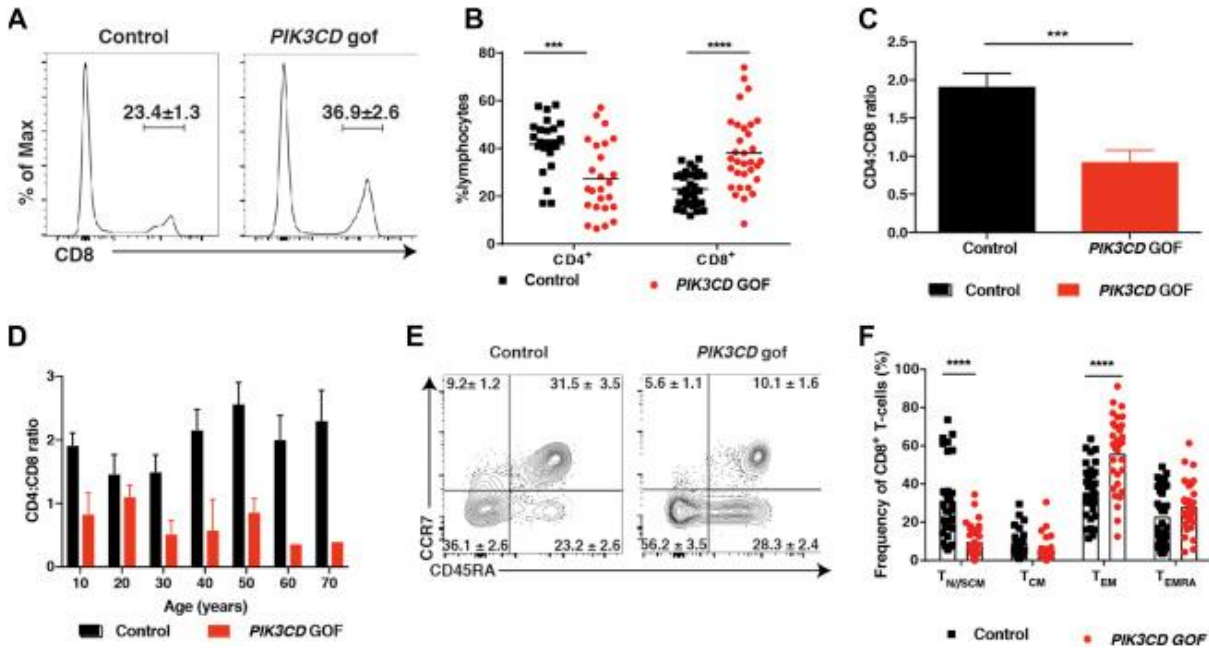 A
Control
PIK3CD gof
23.4±1.3
36.9±2.6
% of Max
CD8
B
***
****
80
60
40
20
0
%lymphocytes
CD4+
CD8+
Control
PIK3CD GOF
C
***
2.5
2.0
1.5
1.0
0.5
0.0
CD4:CD8 ratio
Control
PIK3CD GOF
Control
PIK3CD GOF
D
3
2
1
0
CD4:CD8 ratio
10 20 30 40 50 60 70
Age (years)
Control
PIK3CD GOF
E
Control
PIK3CD gof
9.2± 1.2
31.5 ± 3.5
5.6 ± 1.1
10.1 ± 1.6
36.1 ± 2.6
23.2 ± 2.6
56.2 ± 3.5
28.3 ± 2.4
CCR7
CD45RA
F
****
****
100
80
60
40
20
0
Frequency of CD8+ T-cells (%)
TN//SCM
TCM
TEM
TEMRA
Control
PIK3CD GOF